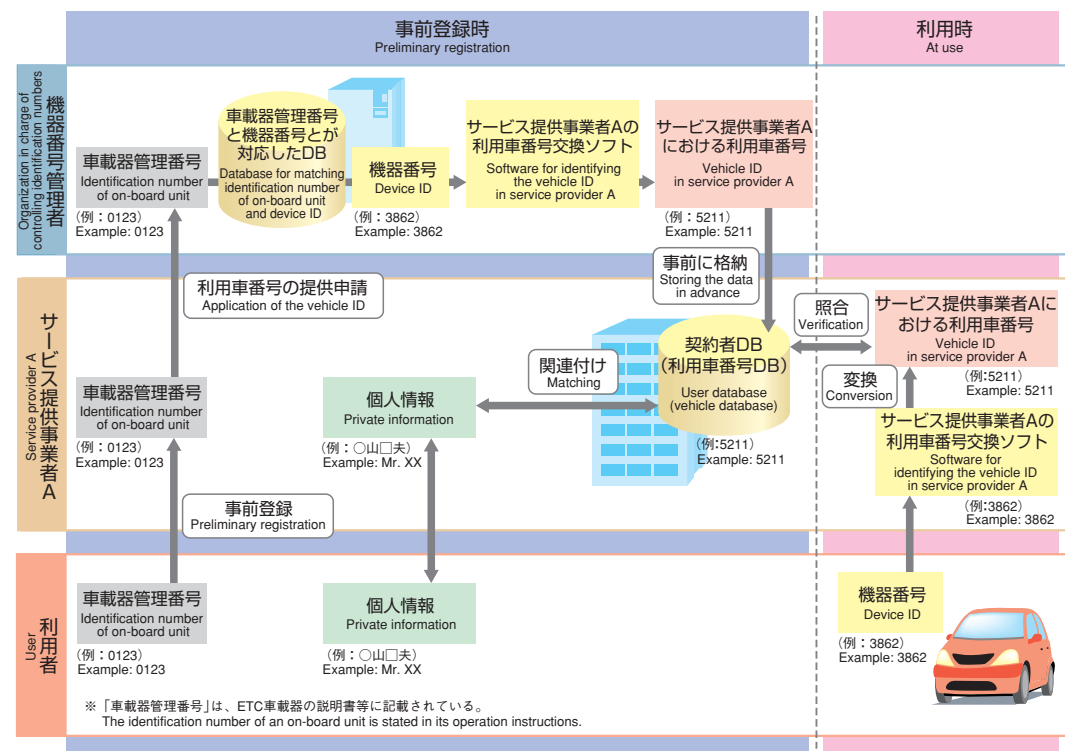 事前登録時
Preliminary registration
利用時
At use
機器番号管理者
Organization in charge of
controlling identification numbers
車載器管理番号
Identification number
of on-board unit
(例：0123)
Example: 0123
車載器管理番号
と機器番号とが
対応したDB
Database for matching
identification number
of on-board unit
and device ID
機器番号
Device ID
(例：3862)
Example: 3862
サービス提供事業者Aの
利用車番号交換ソフト
Software for identifying
the vehicle ID
in service provider A
サービス提供事業者A
における利用車番号
Vehicle ID
in service provider A
(例：5211)
Example: 5211
利用車番号の提供申請
Application of the vehicle ID
事前に格納
Storing the data
in advance
サービス提供事業者A
Service provider A
車載器管理番号
Identification number
of on-board unit
(例：0123)
Example: 0123
個人情報
Private information
(例：○山□夫)
Example: Mr. XX
関連付け
Matching
契約者DB
(利用車番号DB)
User database
(vehicle database)
(例:5211)
Example: 5211
照合
Verification
サービス提供事業者Aに
おける利用車番号
Vehicle ID
in service provider A
(例:5211)
Example: 5211
変換
Conversion
サービス提供事業者Aの
利用車番号交換ソフト
Software for
identifying the vehicle ID
in service provider A
(例:3862)
Example: 3862
事前登録
Preliminary registration
利用者
User
車載器管理番号
Identification number
of on-board unit
(例：0123)
Example: 0123
個人情報
Private information
(例：○山□夫)
Example: Mr. XX
機器番号
Device ID
(例：3862)
Example: 3862
※「車載器管理番号」は、ETC車載器の説明書等に記載されている。
The identification number of an on-board unit is stated in its operation instructions.